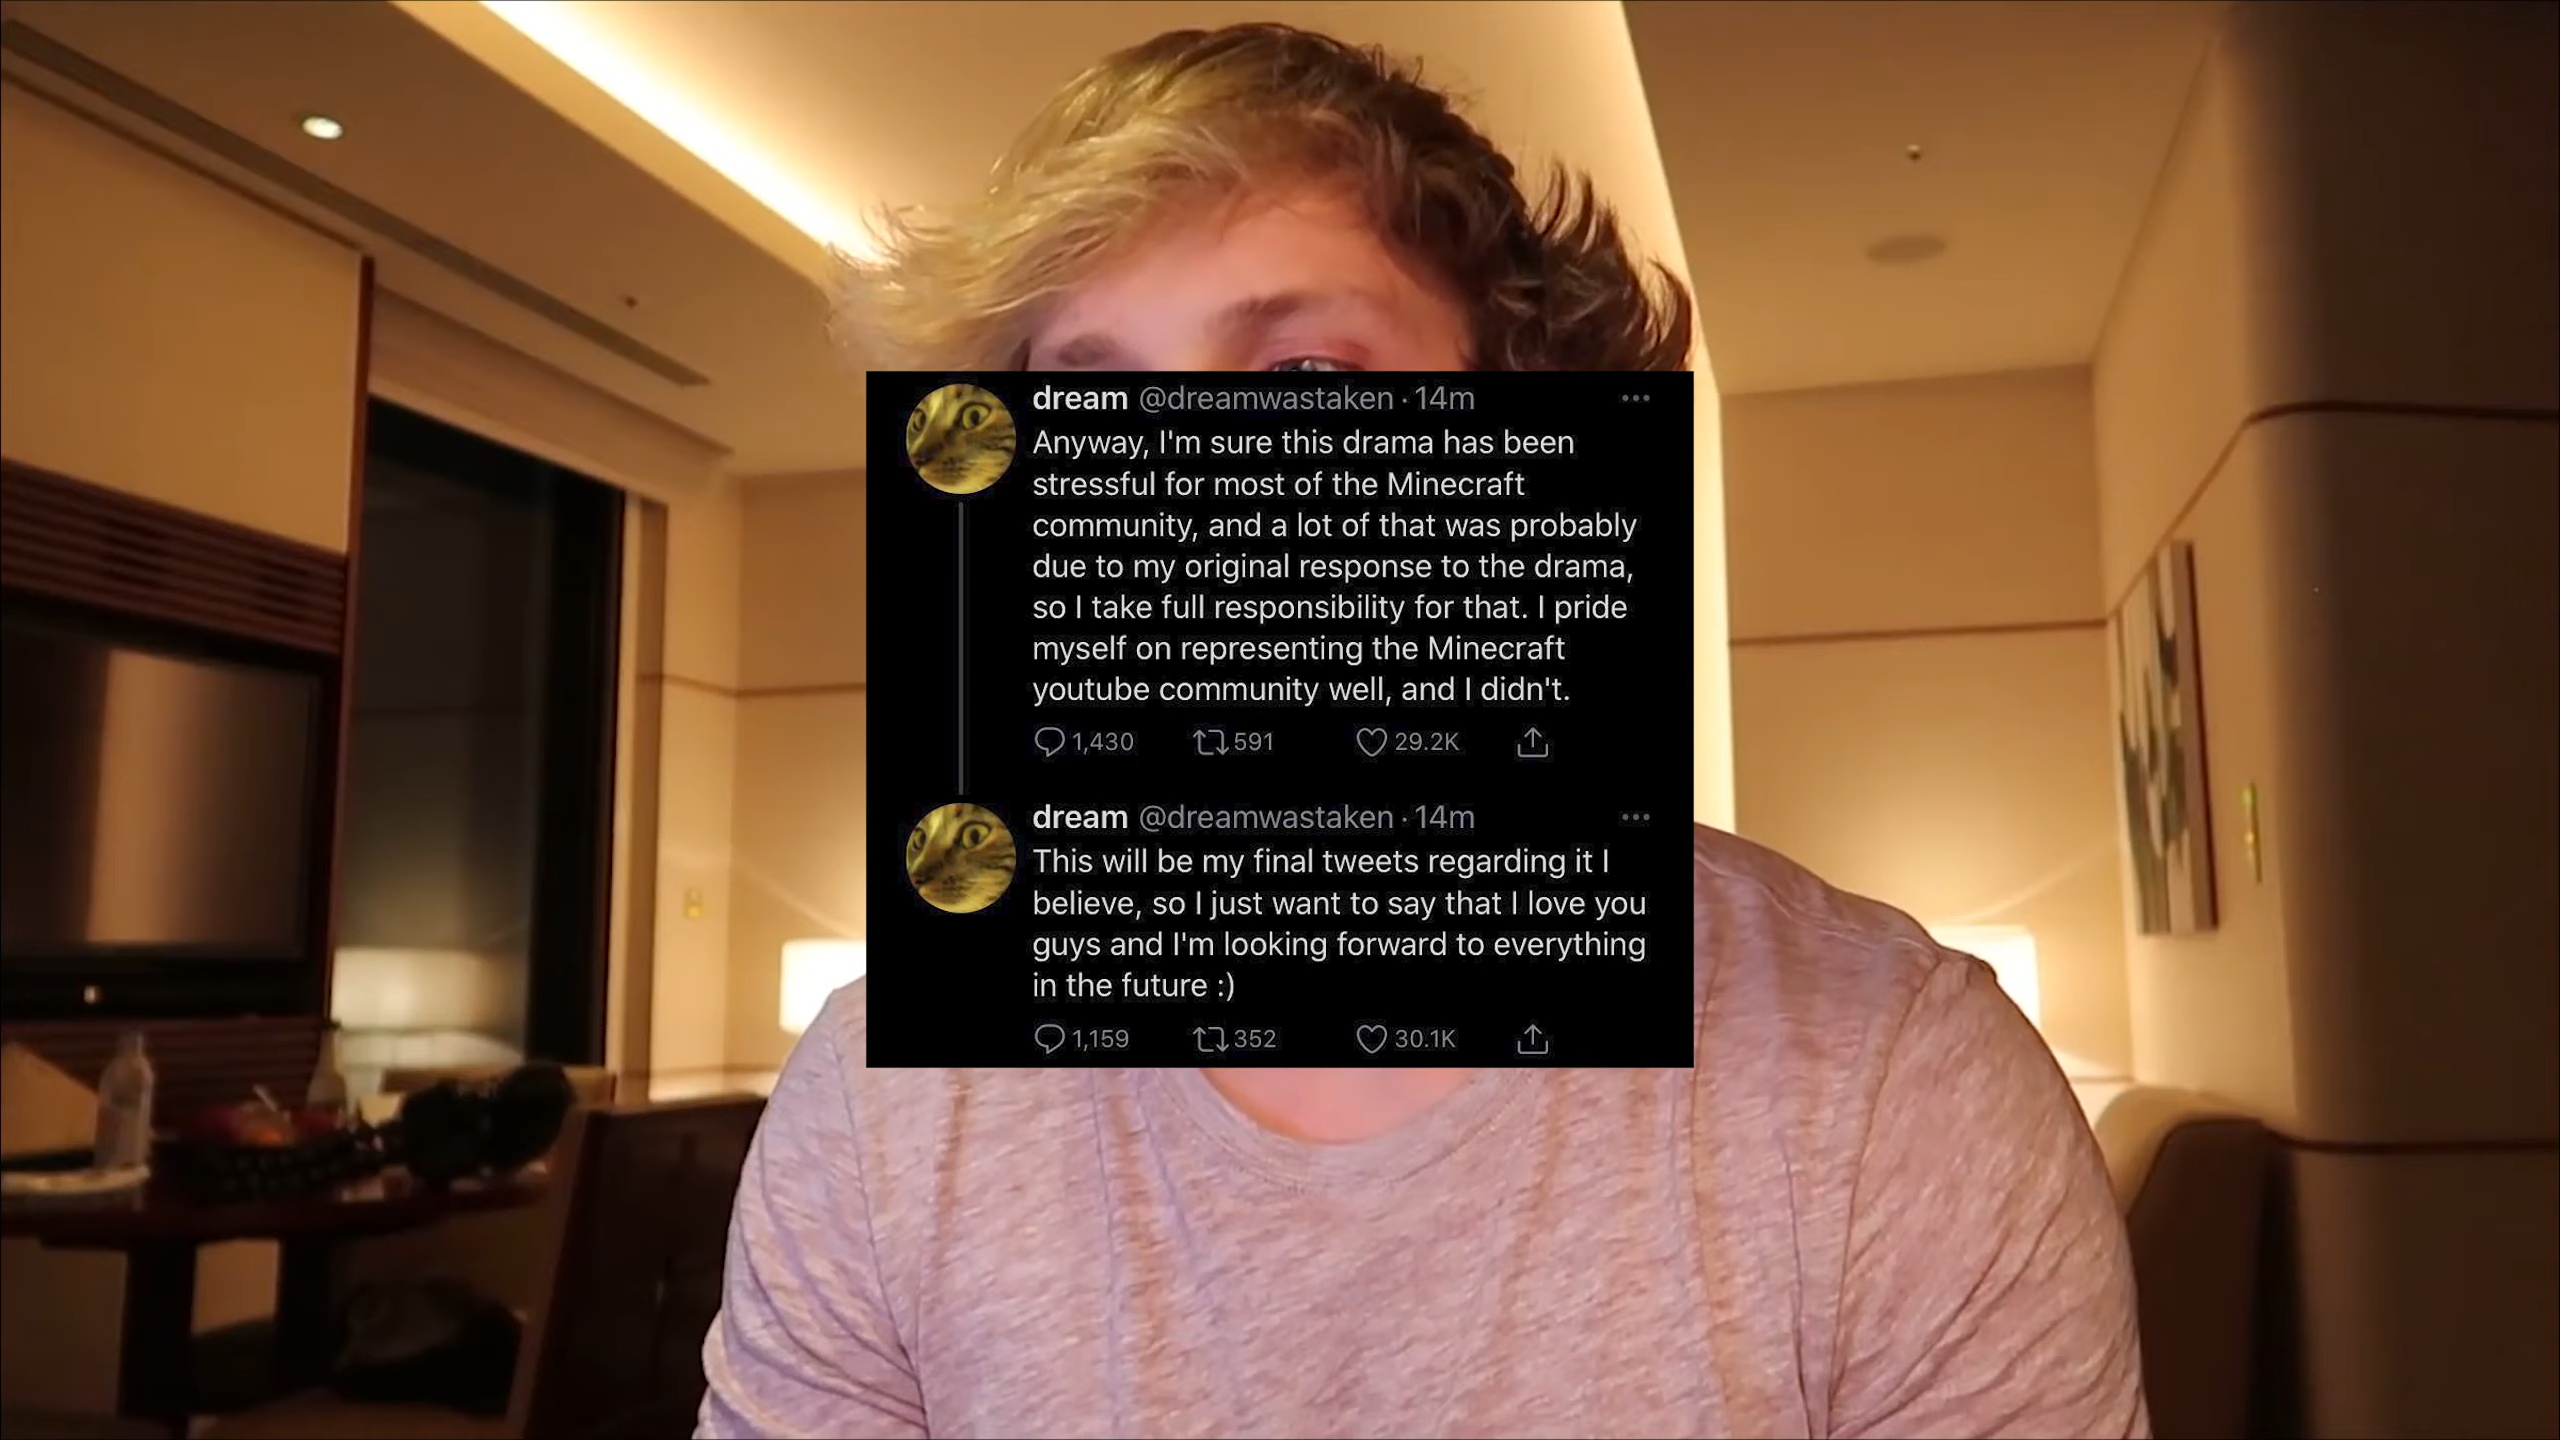 dream @dreamwastaken · 14m
Anyway, I'm sure this drama has been
stressful for most of the Minecraft
community, and a lot of that was probably
due to my original response to the drama,
so I take full responsibility for that. I pride
myself on representing the Minecraft
youtube community well, and I didn't.
1,430 591 29.2K
dream @dreamwastaken · 14m
This will be my final tweets regarding it I
believe, so I just want to say that I love you
guys and I'm looking forward to everything
in the future :)
1,159 352 30.1K